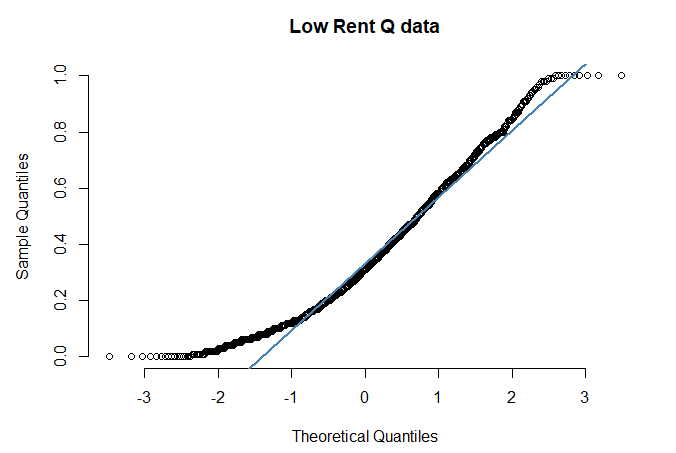 Low Rent Q data
Sample Quantiles
0.0 0.2 0.4 0.6 0.8 1.0
-3 -2 -1 0 1 2 3
Theoretical Quantiles